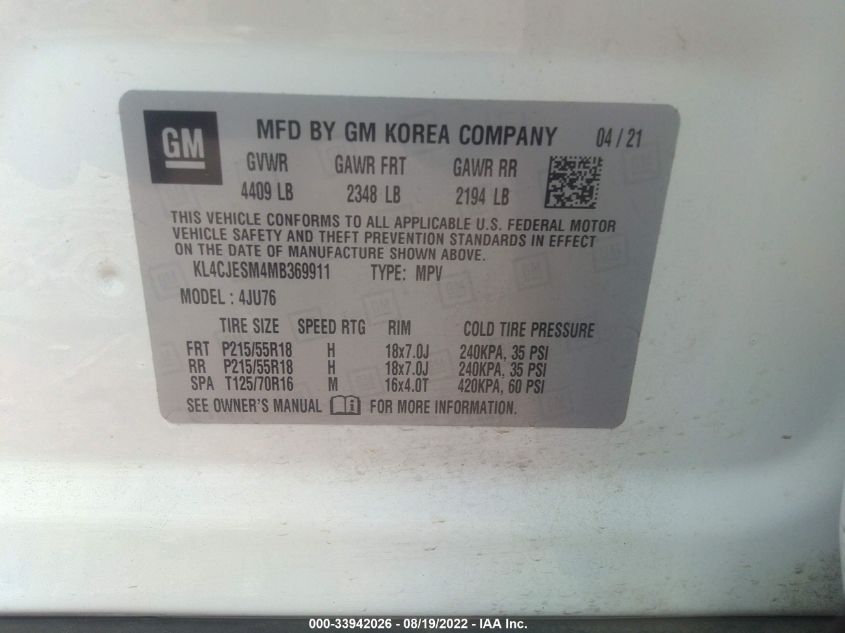 GM MFD BY GM KOREA COMPANY 04/21
GVWR GAWR FRT GAWR RR
4409 LB 2348 LB 2194 LB
THIS VEHICLE CONFORMS TO ALL APPLICABLE U.S. FEDERAL MOTOR
VEHICLE SAFETY AND THEFT PREVENTION STANDARDS IN EFFECT
ON THE DATE OF MANUFACTURE SHOWN ABOVE.
KL4CJESM4MB369911 TYPE: MPV
MODEL: 4JU76
TIRE SIZE SPEED RTG RIM COLD TIRE PRESSURE
FRT P215/55R18 H 18x7.0J 240KPA, 35 PSI
RR P215/55R18 H 18x7.0J 240KPA, 35 PSI
SPA T125/70R16 M 16x4.0T 420KPA, 60 PSI
SEE OWNER'S MANUAL FOR MORE INFORMATION.
000-33942026 - 08/19/2022 - IAA Inc.